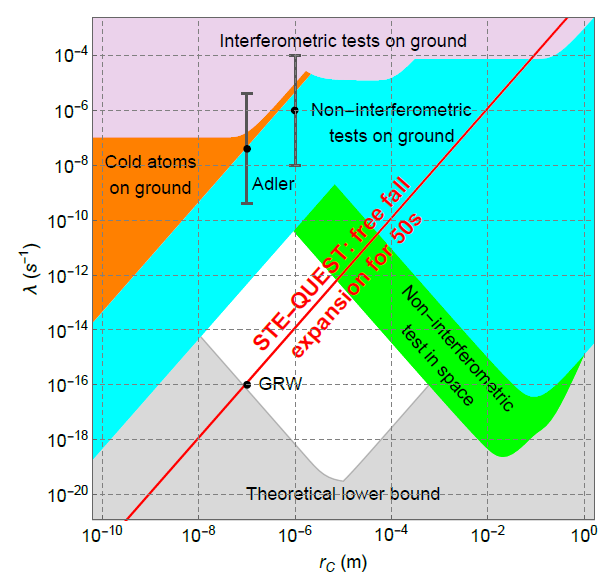 Interferometric tests on ground
10⁻⁴
10⁻⁶
Non−interferometric
tests on ground
10⁻⁸
Cold atoms
on ground
Adler
10⁻¹⁰
λ (s⁻¹)
10⁻¹²
STE−QUEST: free fall
expansion for 50s
Non−interferometric
test in space
10⁻¹⁴
10⁻¹⁶
GRW
10⁻¹⁸
10⁻²⁰
Theoretical lower bound
10⁻¹⁰ 10⁻⁸ 10⁻⁶ 10⁻⁴ 10⁻² 10⁰
r_C (m)